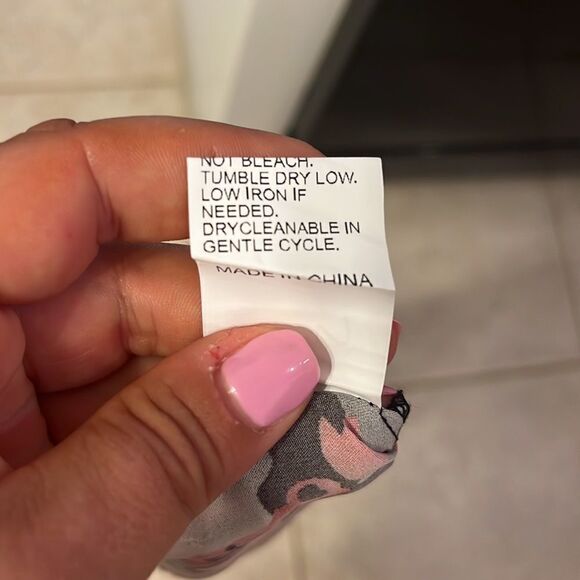 NOT BLEACH.
TUMBLE DRY LOW.
LOW IRON IF
NEEDED.
DRYCLEANABLE IN
GENTLE CYCLE.
MADE IN CHINA